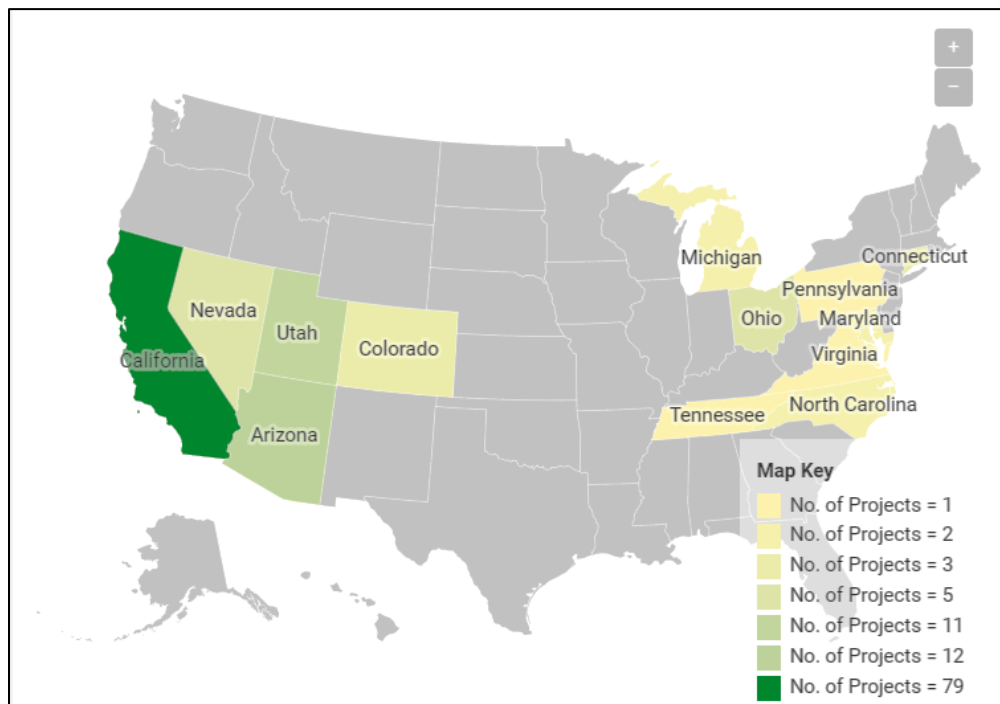 +
−
Michigan
Connecticut
Pennsylvania
Nevada
Ohio
Maryland
Utah
Colorado
Virginia
California
North Carolina
Tennessee
Arizona
Map Key
No. of Projects = 1
No. of Projects = 2
No. of Projects = 3
No. of Projects = 5
No. of Projects = 11
No. of Projects = 12
No. of Projects = 79